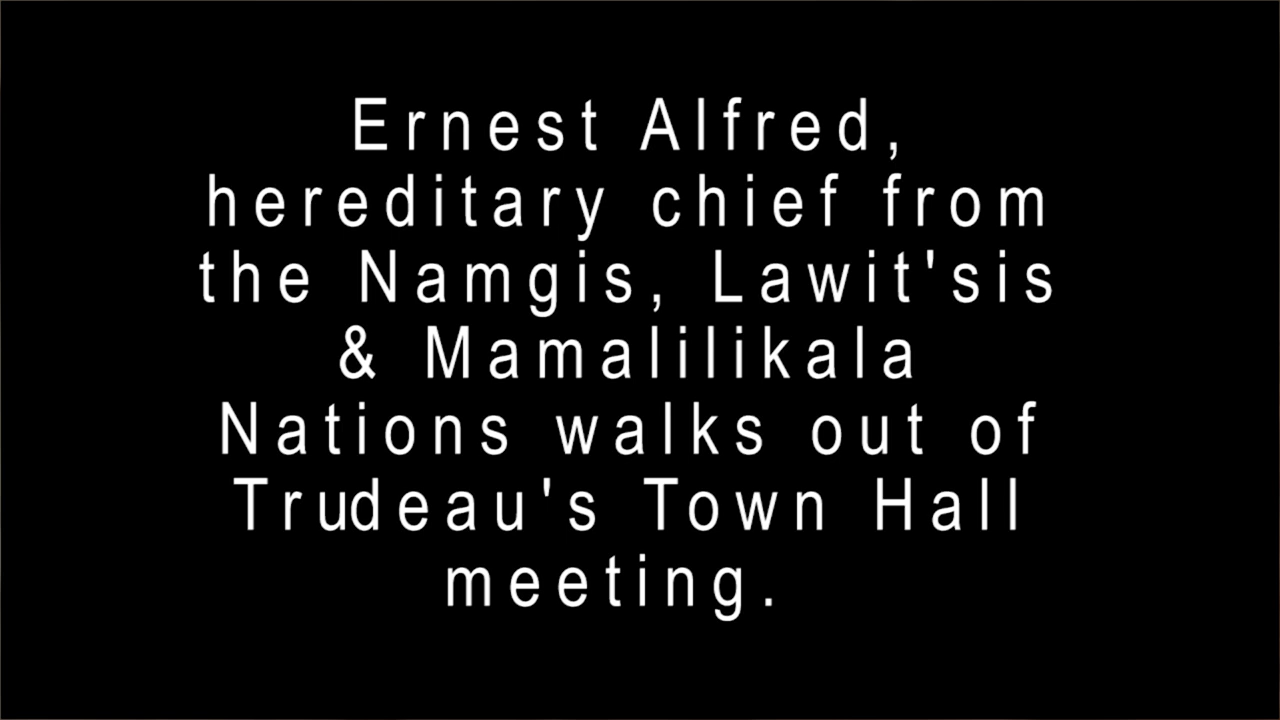 Ernest Alfred,
hereditary chief from
the Namgis, Lawit'sis
& Mamalilikala
Nations walks out of
Trudeau's Town Hall
meeting.